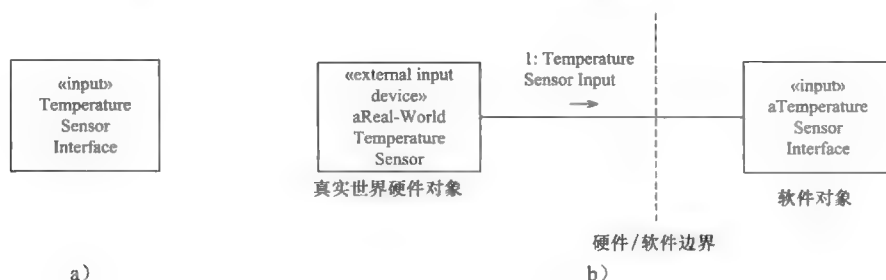 «input»
Temperature
Sensor
Interface
a）
«external input
device»
aReal-World
Temperature
Sensor
真实世界硬件对象
1: Temperature
Sensor Input
硬件/软件边界
«input»
aTemperature
Sensor
Interface
软件对象
b）